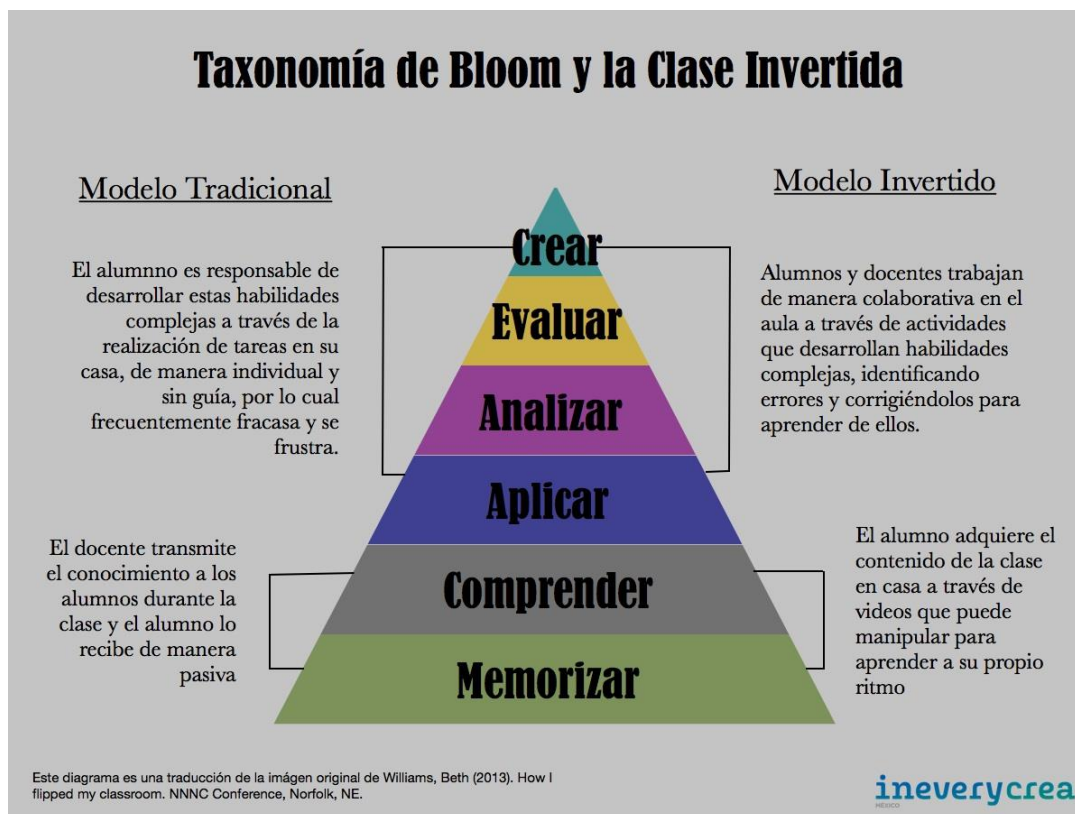 Taxonomía de Bloom y la Clase Invertida
Modelo Tradicional
El alumnno es responsable de
desarrollar estas habilidades
complejas a través de la
realización de tareas en su
casa, de manera individual y
sin guía, por lo cual
frecuentemente fracasa y se
frustra.
El docente transmite
el conocimiento a los
alumnos durante la
clase y el alumno lo
recibe de manera
pasiva
Crear
Evaluar
Analizar
Aplicar
Comprender
Memorizar
Modelo Invertido
Alumnos y docentes trabajan
de manera colaborativa en el
aula a través de actividades
que desarrollan habilidades
complejas, identificando
errores y corrigiéndolos para
aprender de ellos.
El alumno adquiere el
contenido de la clase
en casa a través de
videos que puede
manipular para
aprender a su propio
ritmo
Este diagrama es una traducción de la imágen original de Williams, Beth (2013). How I
flipped my classroom. NNNC Conference, Norfolk, NE.
ineverycrea
MÉXICO